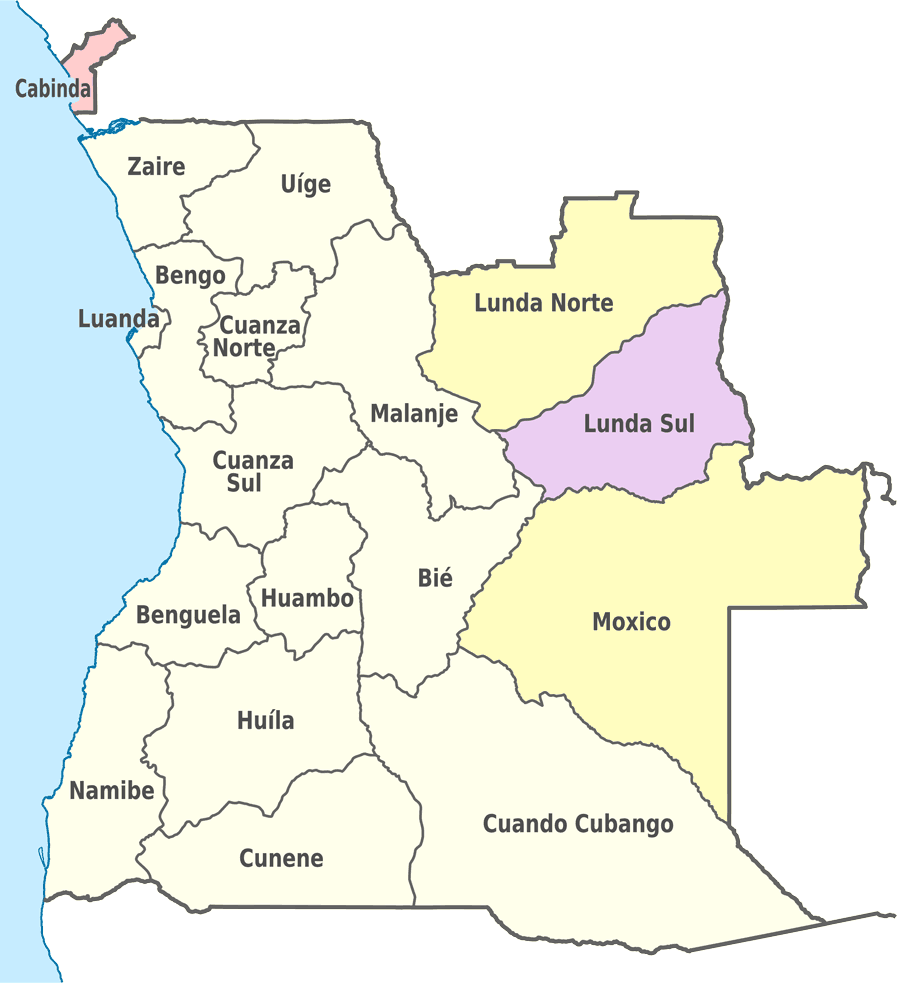 Cabinda
Zaire
Uíge
Bengo
Lunda Norte
Luanda
Cuanza
Norte
Malanje
Lunda Sul
Cuanza
Sul
Bié
Huambo
Benguela
Moxico
Huíla
Namibe
Cuando Cubango
Cunene